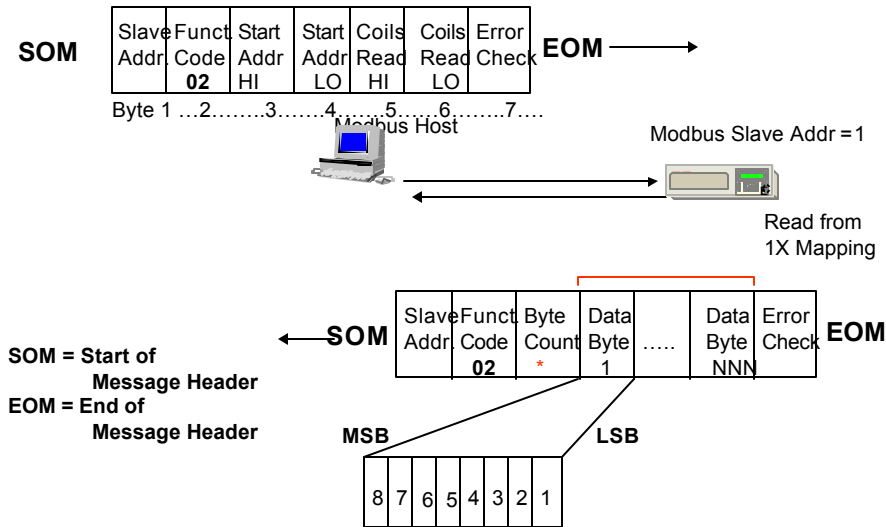 SOM
Slave Funct Start Start Coils Coils Error
Addr. Code Addr Addr Read Read Check
02 HI LO HI LO
EOM
Byte 1 …2……..3…….4…….5…….6……..7….
Modbus Host
Modbus Slave Addr =1
Read from
1X Mapping
SOM
Slave Funct. Byte Data Data Error
Addr. Code Count Byte ….. Byte Check
02 * 1 NNN
EOM
SOM = Start of
Message Header
EOM = End of
Message Header
MSB
LSB
8 7 6 5 4 3 2 1